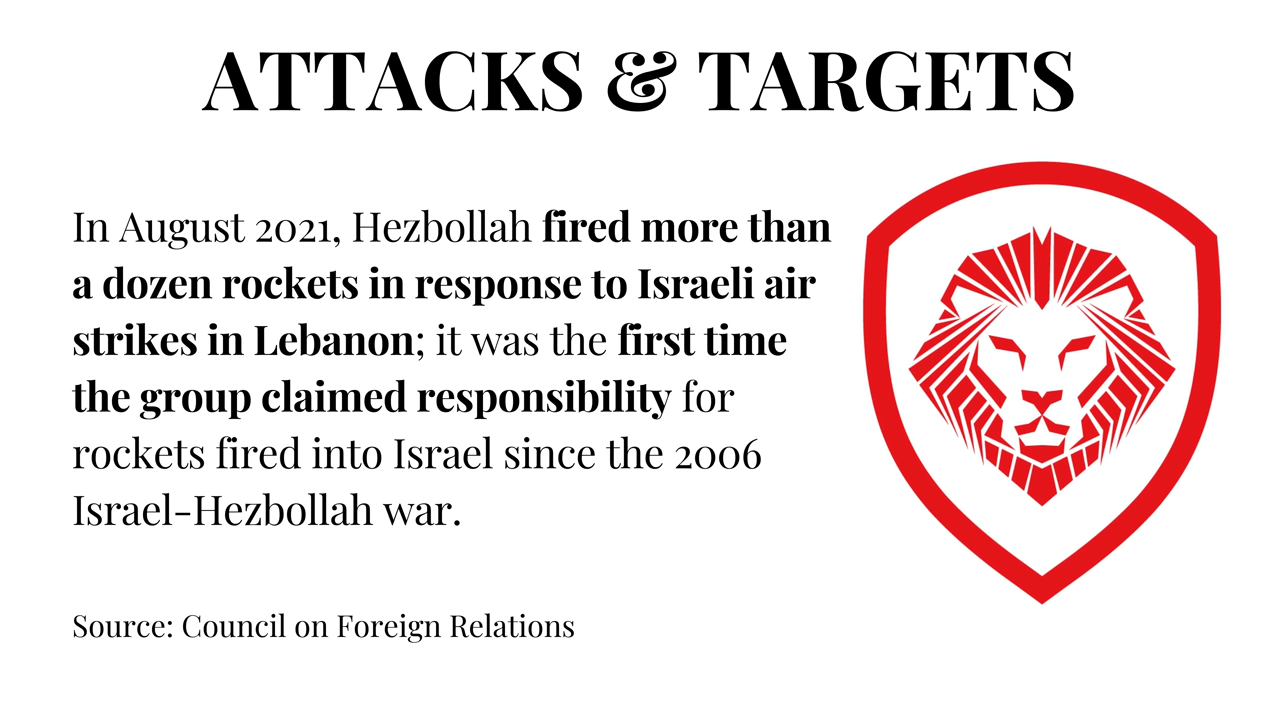 ATTACKS & TARGETS
In August 2021, Hezbollah fired more than
a dozen rockets in response to Israeli air
strikes in Lebanon; it was the first time
the group claimed responsibility for
rockets fired into Israel since the 2006
Israel-Hezbollah war.
Source: Council on Foreign Relations